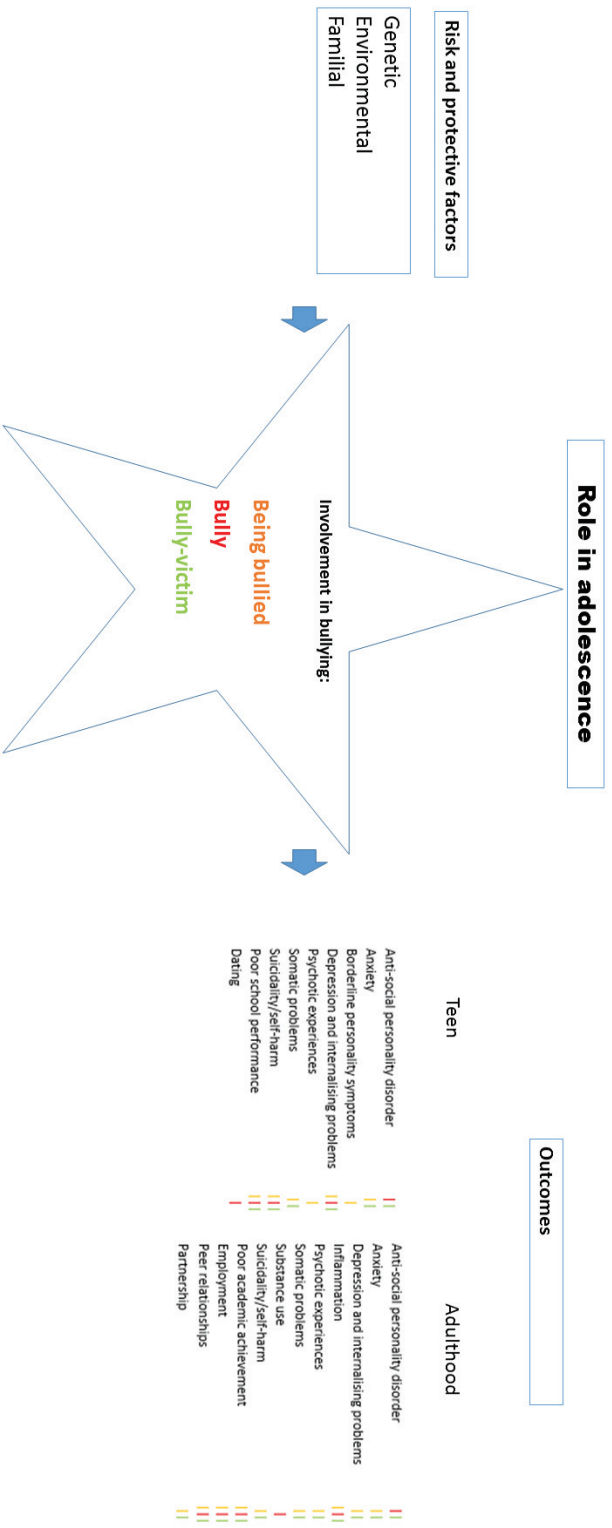 Role in adolescence
Risk and protective factors
Genetic
Environmental
Familial
Involvement in bullying:
Being bullied
Bully
Bully-victim
Outcomes
Teen
Anti-social personality disorder
Anxiety
Borderline personality symptoms
Depression and internalising problems
Psychotic experiences
Somatic problems
Suicidality/self-harm
Poor school performance
Dating
Adulthood
Anti-social personality disorder
Anxiety
Depression and internalising problems
Inflammation
Psychotic experiences
Somatic problems
Substance use
Suicidality/self-harm
Poor academic achievement
Employment
Peer relationships
Partnership